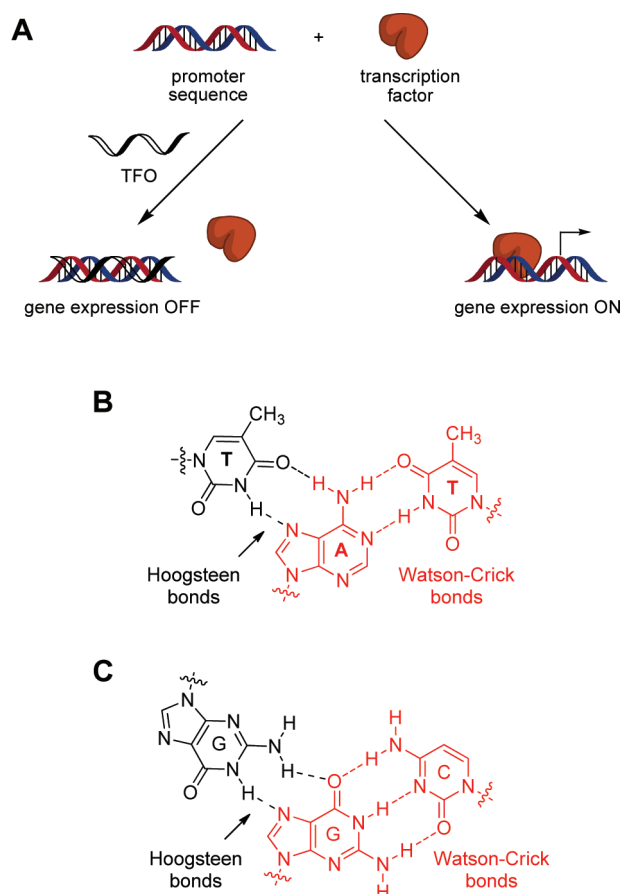 A
+
promoter
sequence
transcription
factor
TFO
gene expression OFF
gene expression ON
B
CH3
CH3
N T O H H O T
O NH N N H N N
H N N O
Hoogsteen
bonds
N A
N N
Watson-Crick
bonds
C
N N H H
N G N H N C
O N H O N N
H N N H O
Hoogsteen
bonds
N G N H
N N H
H
Watson-Crick
bonds